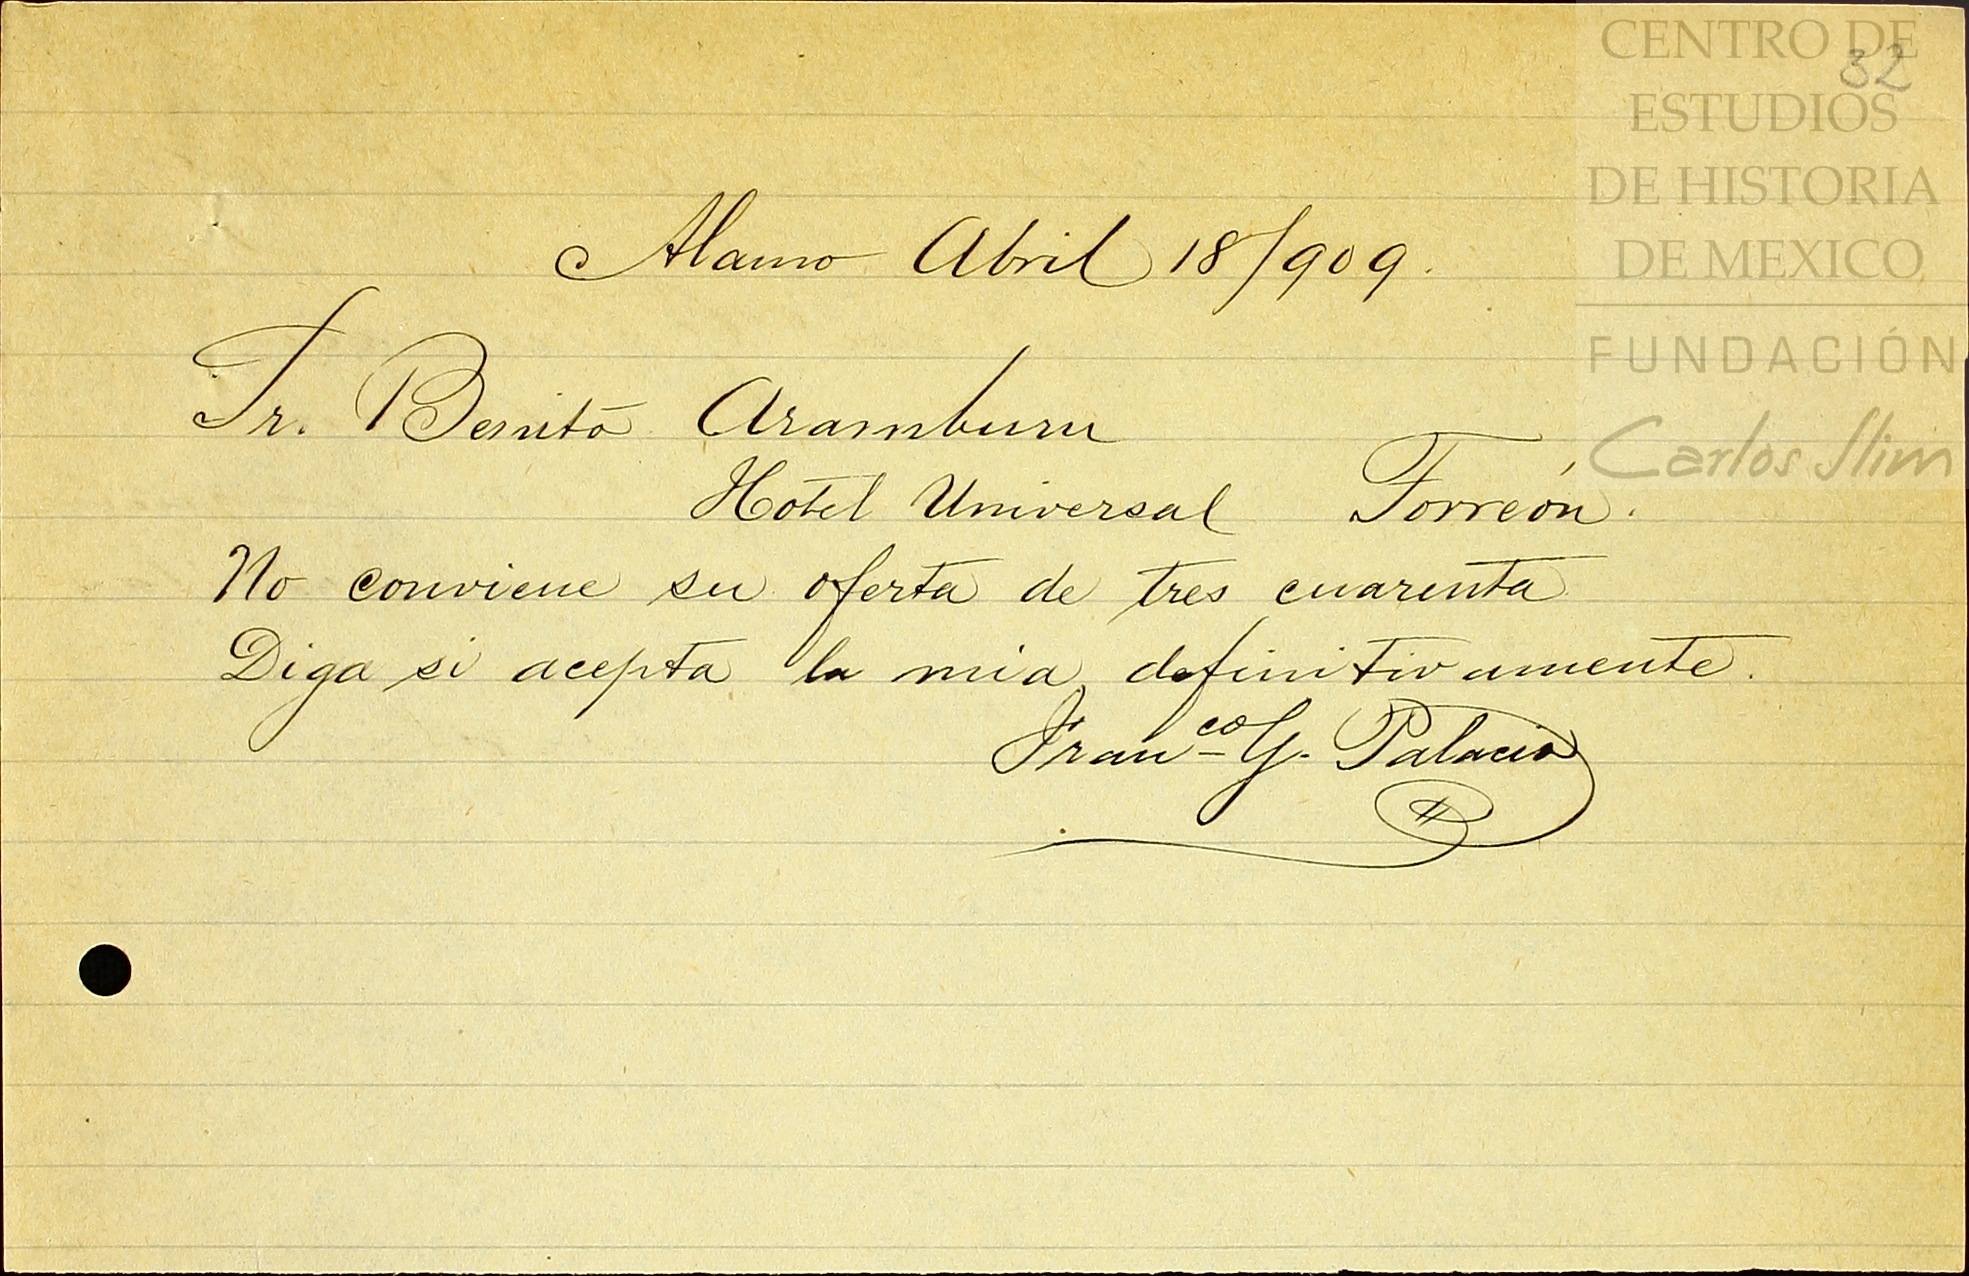 CENTRO DE
32
ESTUDIOS
DE HISTORIA
DE MEXICO
FUNDACIÓN
Carlos Slim
Alamo Abril 18/909.
Sr. Benito Aramburu
Hotel Universal Torreón.
No conviene su oferta de tres cuarenta
Diga si acepta la mia definitivamente.
Franco G. Palacio